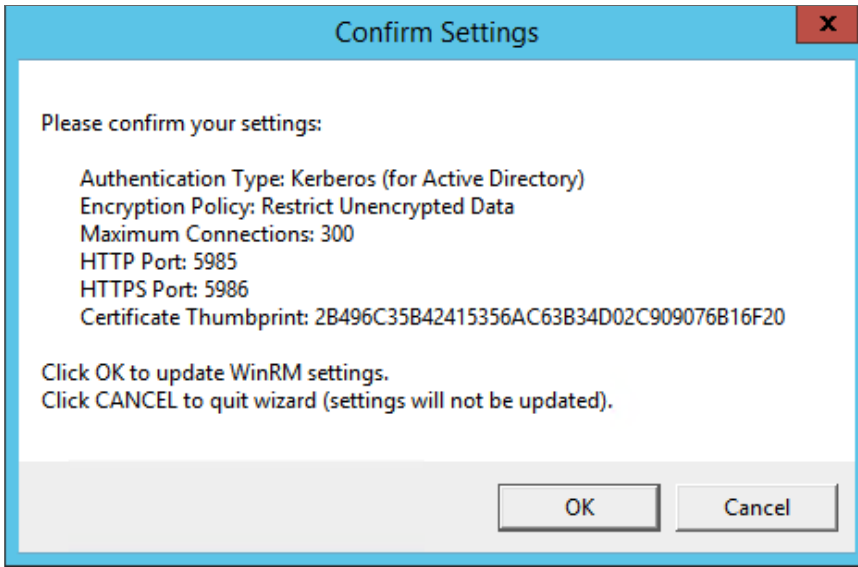 Confirm Settings
X
Please confirm your settings:
Authentication Type: Kerberos (for Active Directory)
Encryption Policy: Restrict Unencrypted Data
Maximum Connections: 300
HTTP Port: 5985
HTTPS Port: 5986
Certificate Thumbprint: 2B496C35B42415356AC63B34D02C909076B16F20
Click OK to update WinRM settings.
Click CANCEL to quit wizard (settings will not be updated).
OK
Cancel